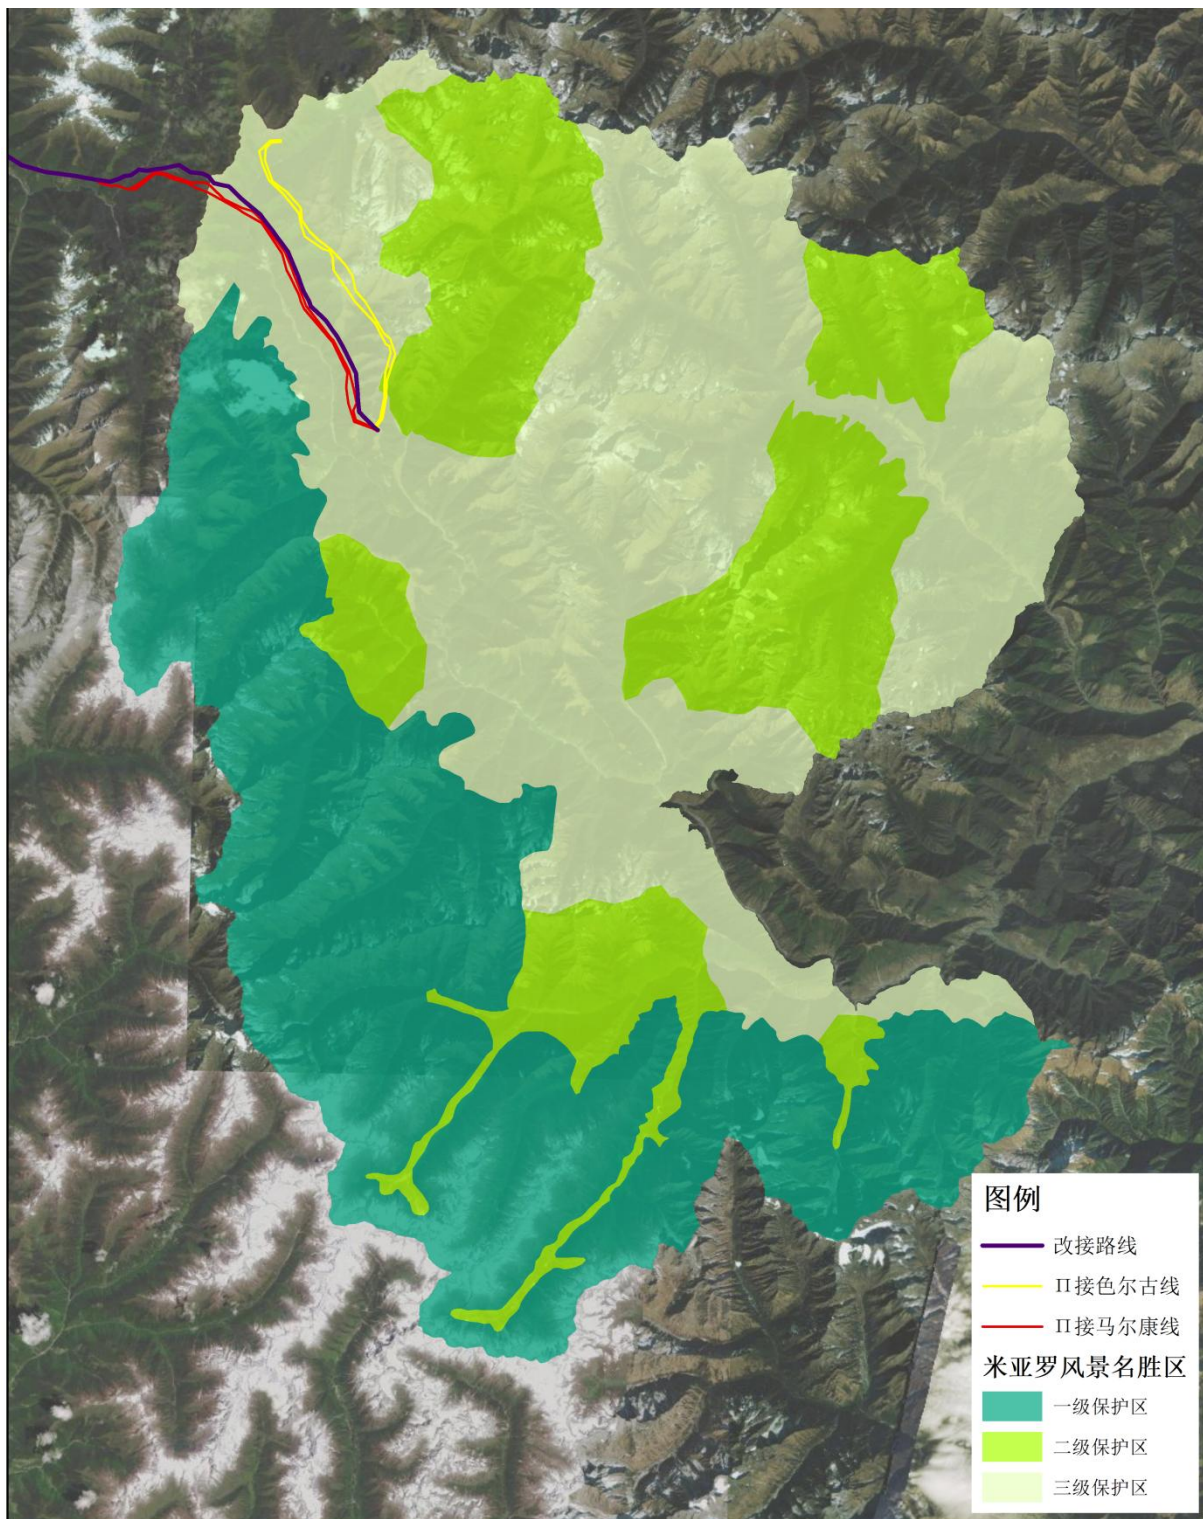 图例
改接路线
Π接色尔古线
Π接马尔康线
米亚罗风景名胜区
一级保护区
二级保护区
三级保护区